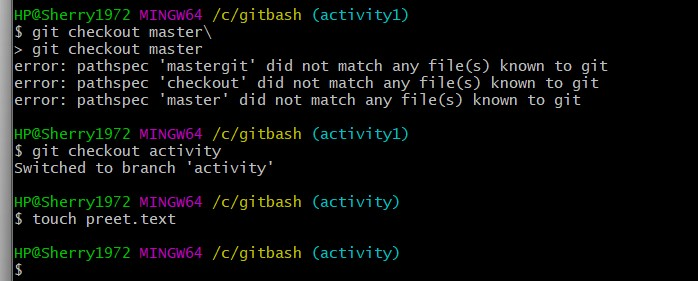 HP@Sherry1972 MINGW64 /c/gitbash (activity1)
$ git checkout master\
> git checkout master
error: pathspec 'mastergit' did not match any file(s) known to git
error: pathspec 'checkout' did not match any file(s) known to git
error: pathspec 'master' did not match any file(s) known to git
HP@Sherry1972 MINGW64 /c/gitbash (activity1)
$ git checkout activity
Switched to branch 'activity'
HP@Sherry1972 MINGW64 /c/gitbash (activity)
$ touch preet.text
HP@Sherry1972 MINGW64 /c/gitbash (activity)
$